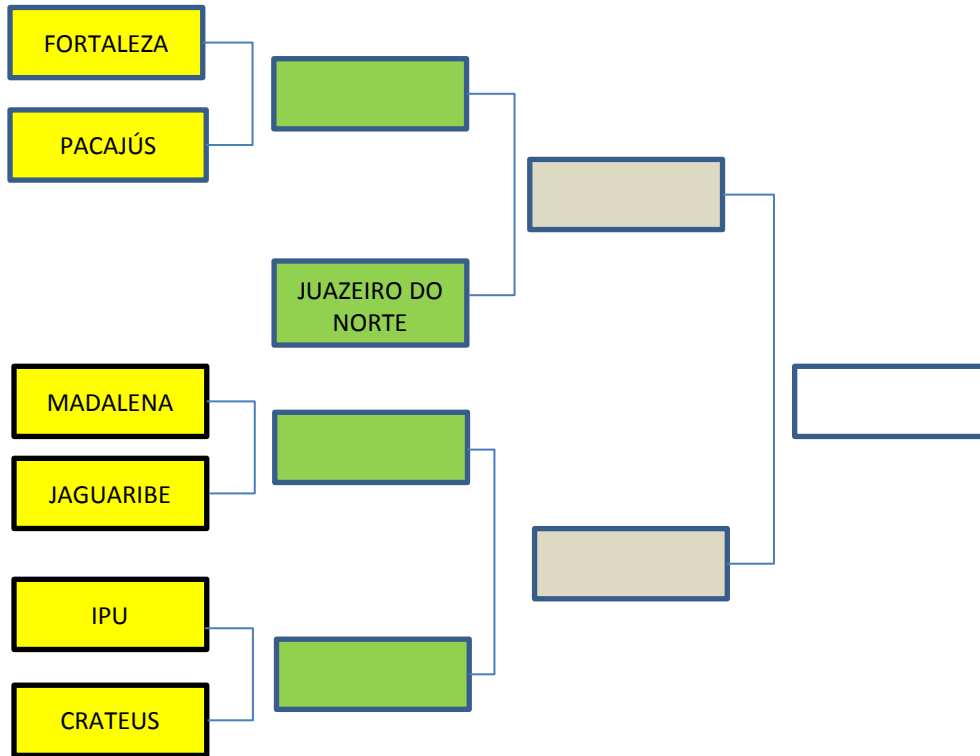 FORTALEZA
PACAJÚS
JUAZEIRO DO
NORTE
MADALENA
JAGUARIBE
IPU
CRATEUS